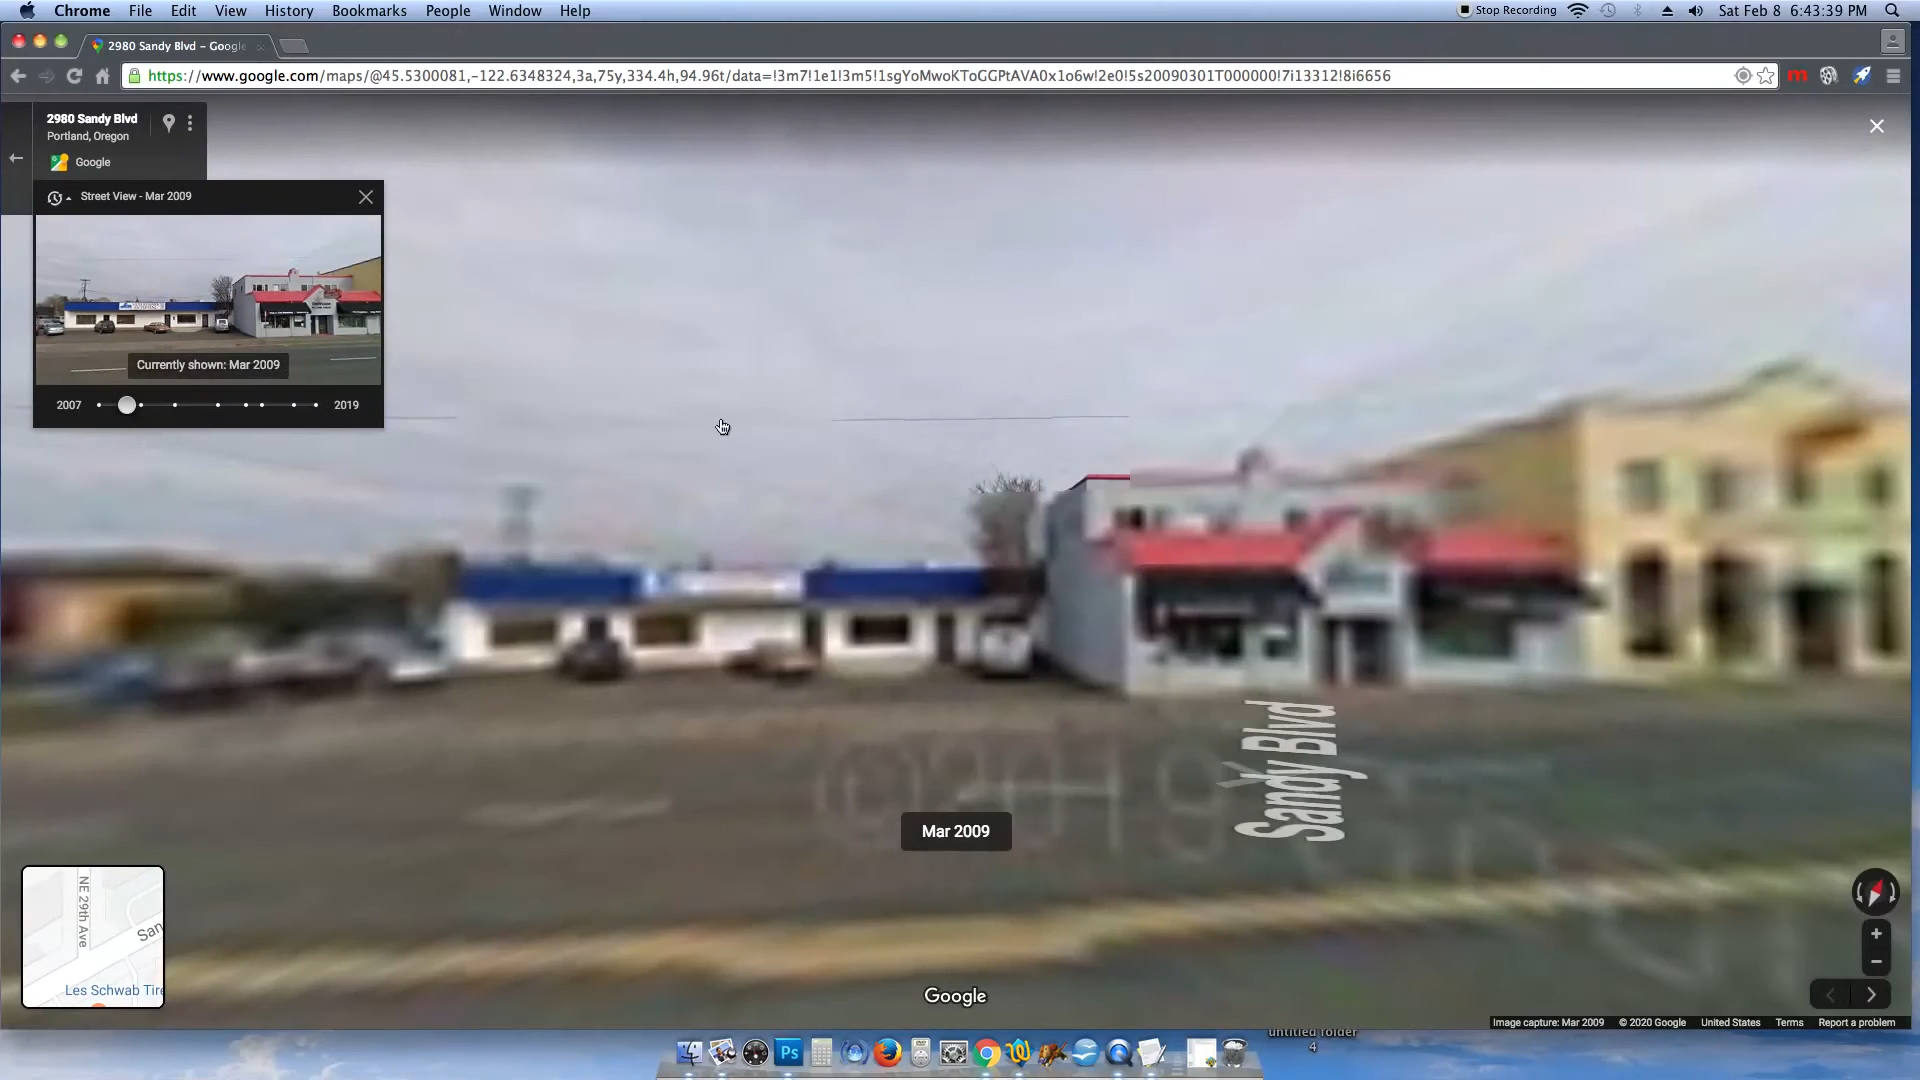 Chrome File Edit View History Bookmarks People Window Help
Stop Recording Sat Feb 8 6:43:39 PM
2980 Sandy Blvd – Google
https://www.google.com/maps/@45.5300081,-122.6348324,3a,75y,334.4h,94.96t/data=!3m7!1e1!3m5!1sgYoMwoKToGGPtAVA0x1o6w!2e0!5s20090301T000000!7i13312!8i6656
m
2980 Sandy Blvd
Portland, Oregon
Google
Street View - Mar 2009
Currently shown: Mar 2009
2007 2019
Sandy Blvd
Mar 2009
NE 29th Ave
San
Les Schwab Tire
Google
Image capture: Mar 2009 © 2020 Google United States Terms Report a problem
untitled folder
4
Ps